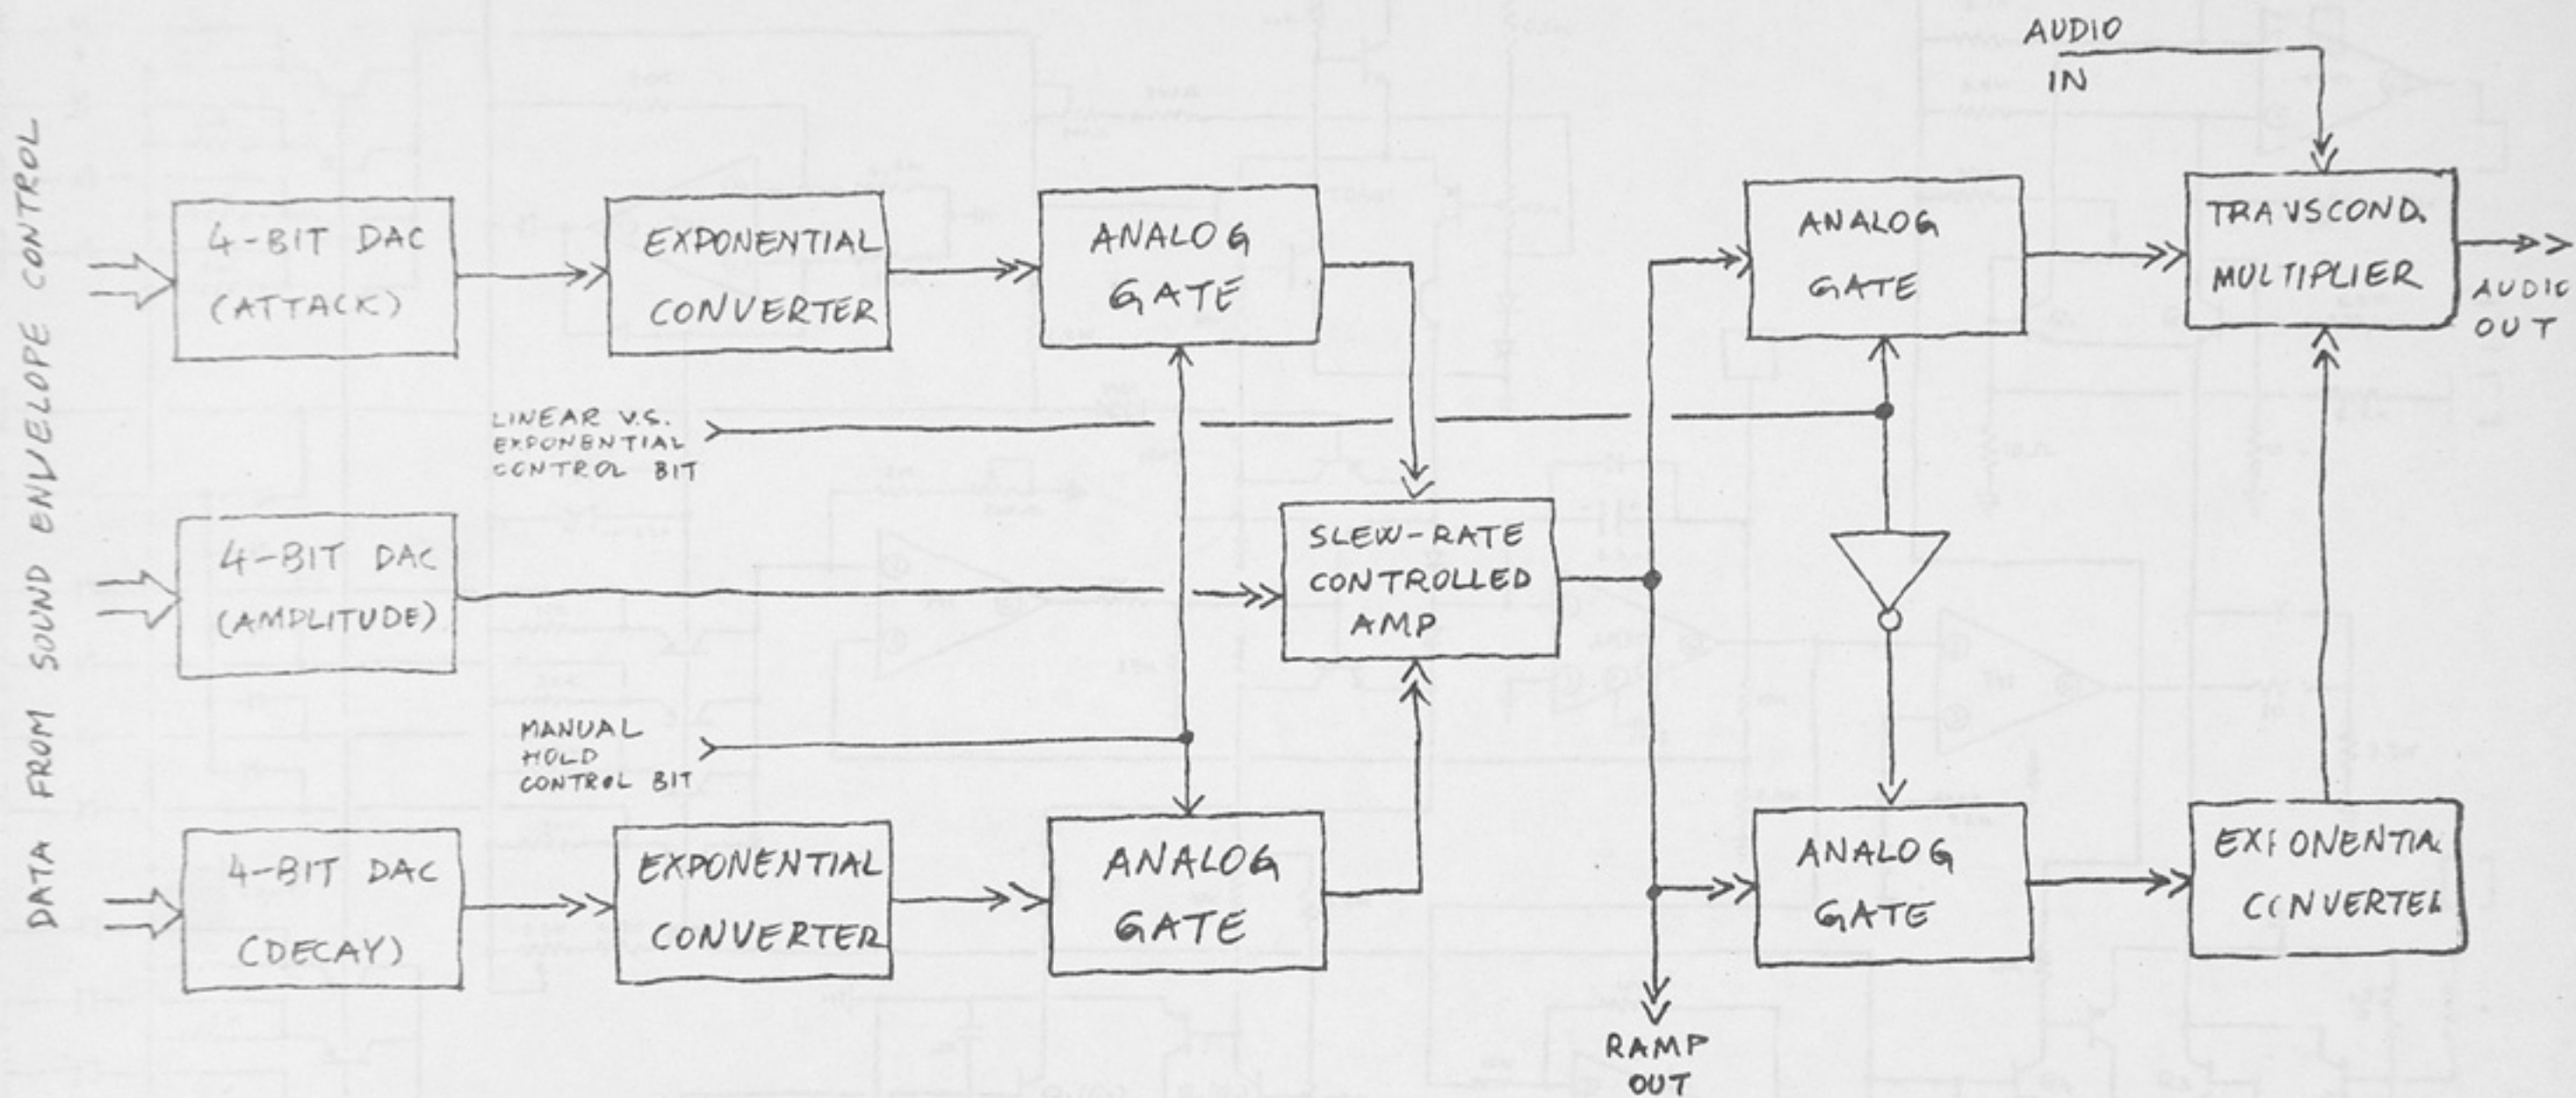 DATA FROM SOUND ENVELOPE CONTROL
4-BIT DAC
(ATTACK)
EXPONENTIAL
CONVERTER
ANALOG
GATE
ANALOG
GATE
AUDIO
IN
TRAVSCOND.
MULTIPLIER
AUDIO
OUT
LINEAR V.S.
EXPONENTIAL
CONTROL BIT
4-BIT DAC
(AMPLITUDE)
SLEW-RATE
CONTROLLED
AMP
MANUAL
HOLD
CONTROL BIT
4-BIT DAC
(DECAY)
EXPONENTIAL
CONVERTER
ANALOG
GATE
ANALOG
GATE
EXPONENTIAL
CONVERTER
RAMP
OUT